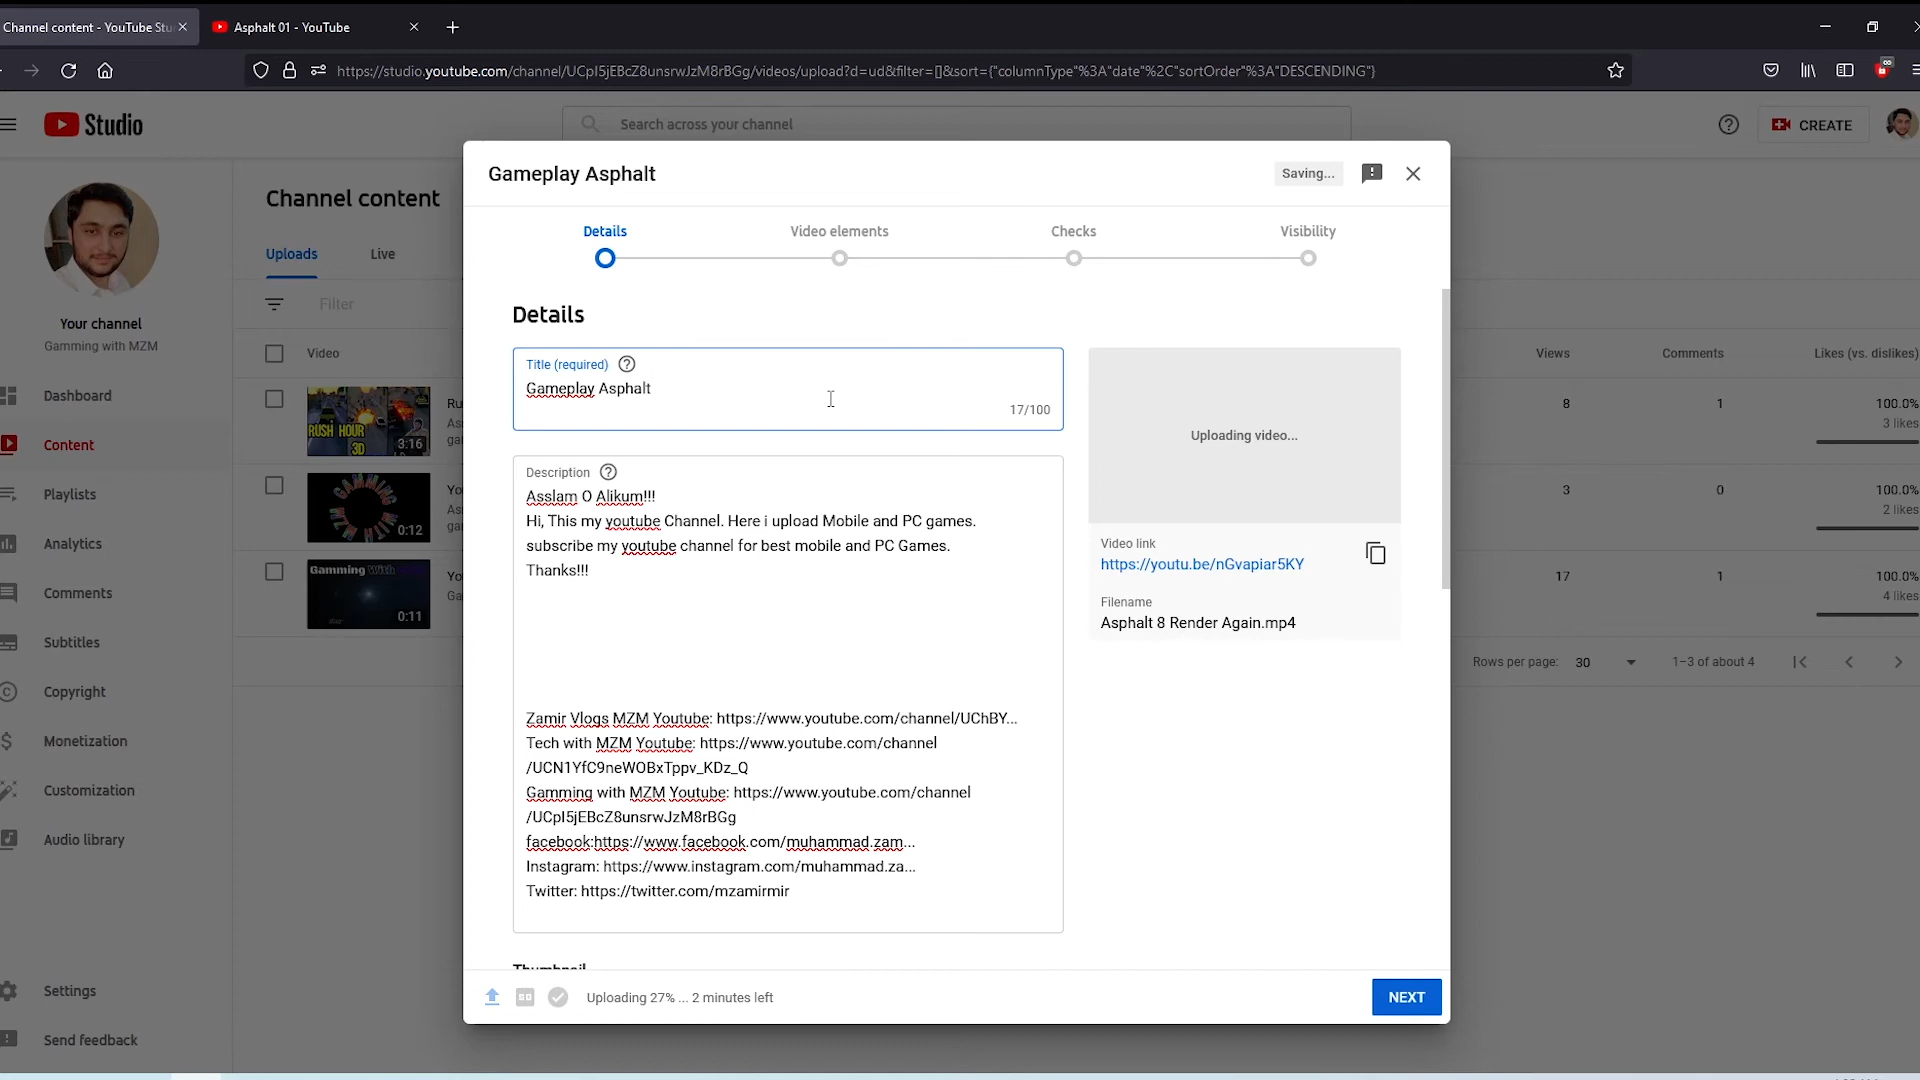 Channel content - YouTube Stu
Asphalt 01 - YouTube
https://studio.youtube.com/channel/UCpI5jEBcZ8unsrwJzM8rBGg/videos/upload?d=ud&filter=[]&sort={"columnType"%3A"date"%2C"sortOrder"%3A"DESCENDING"}
Studio
Search across your channel
CREATE
Your channel
Gamming with MZM
Dashboard
Content
Playlists
Analytics
Comments
Subtitles
Copyright
Monetization
Customization
Audio library
Settings
Send feedback
Channel content
Uploads
Live
Filter
Video
Views
Comments
Likes (vs. dislikes)
RUSH HOUR
3D
3:16
Ru
As
ga
8
1
100.0%
3 likes
GAMMING
0:12
Yo
As
ga
3
0
100.0%
2 likes
Gamming With
0:11
Yo
Ga
17
1
100.0%
4 likes
Rows per page:
30
1–3 of about 4
Gameplay Asphalt
Saving...
Details
Video elements
Checks
Visibility
Details
Title (required)
Gameplay Asphalt
17/100
Description
Asslam O Alikum!!!
Hi, This my youtube Channel. Here i upload Mobile and PC games.
subscribe my youtube channel for best mobile and PC Games.
Thanks!!!
Zamir Vlogs MZM Youtube: https://www.youtube.com/channel/UChBY...
Tech with MZM Youtube: https://www.youtube.com/channel
/UCN1YfC9neWOBxTppv_KDz_Q
Gamming with MZM Youtube: https://www.youtube.com/channel
/UCpI5jEBcZ8unsrwJzM8rBGg
facebook:https://www.facebook.com/muhammad.zam...
Instagram: https://www.instagram.com/muhammad.za...
Twitter: https://twitter.com/mzamirmir
Thumbnail
Uploading video...
Video link
https://youtu.be/nGvapiar5KY
Filename
Asphalt 8 Render Again.mp4
Uploading 27% ... 2 minutes left
NEXT